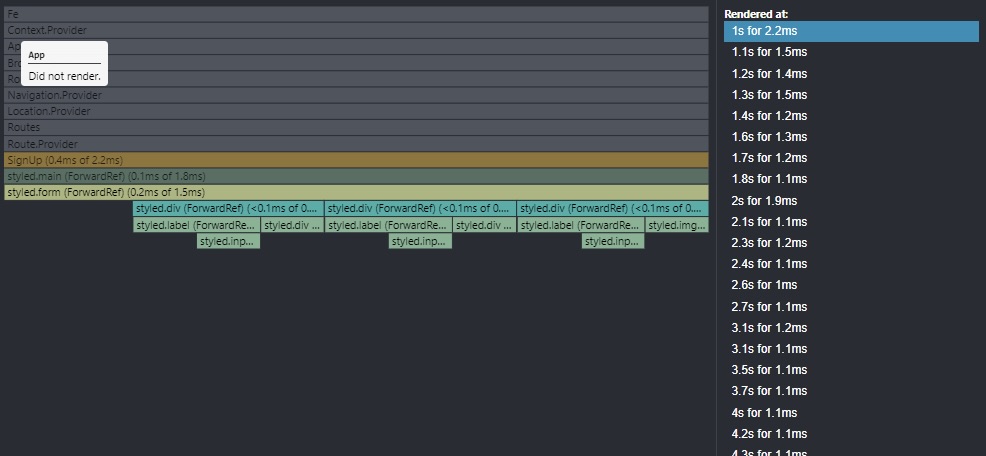 Fe
Context.Provider
Ap
App
Did not render.
Bro
Ro
Navigation.Provider
Location.Provider
Routes
Route.Provider
SignUp (0.4ms of 2.2ms)
styled.main (ForwardRef) (0.1ms of 1.8ms)
styled.form (ForwardRef) (0.2ms of 1.5ms)
styled.div (ForwardRef) (<0.1ms of 0.... styled.div (ForwardRef) (<0.1ms of 0.... styled.div (ForwardRef) (<0.1ms of 0....
styled.label (ForwardRe... styled.div ... styled.label (ForwardRe... styled.div ... styled.label (ForwardRe... styled.img...
styled.inp... styled.inp... styled.inp...
Rendered at:
1s for 2.2ms
1.1s for 1.5ms
1.2s for 1.4ms
1.3s for 1.5ms
1.4s for 1.2ms
1.6s for 1.3ms
1.7s for 1.2ms
1.8s for 1.1ms
2s for 1.9ms
2.1s for 1.1ms
2.3s for 1.2ms
2.4s for 1.1ms
2.6s for 1ms
2.7s for 1.1ms
3.1s for 1.2ms
3.1s for 1.1ms
3.5s for 1.1ms
3.7s for 1.1ms
4s for 1.1ms
4.2s for 1.1ms
4.3s for 1.1ms